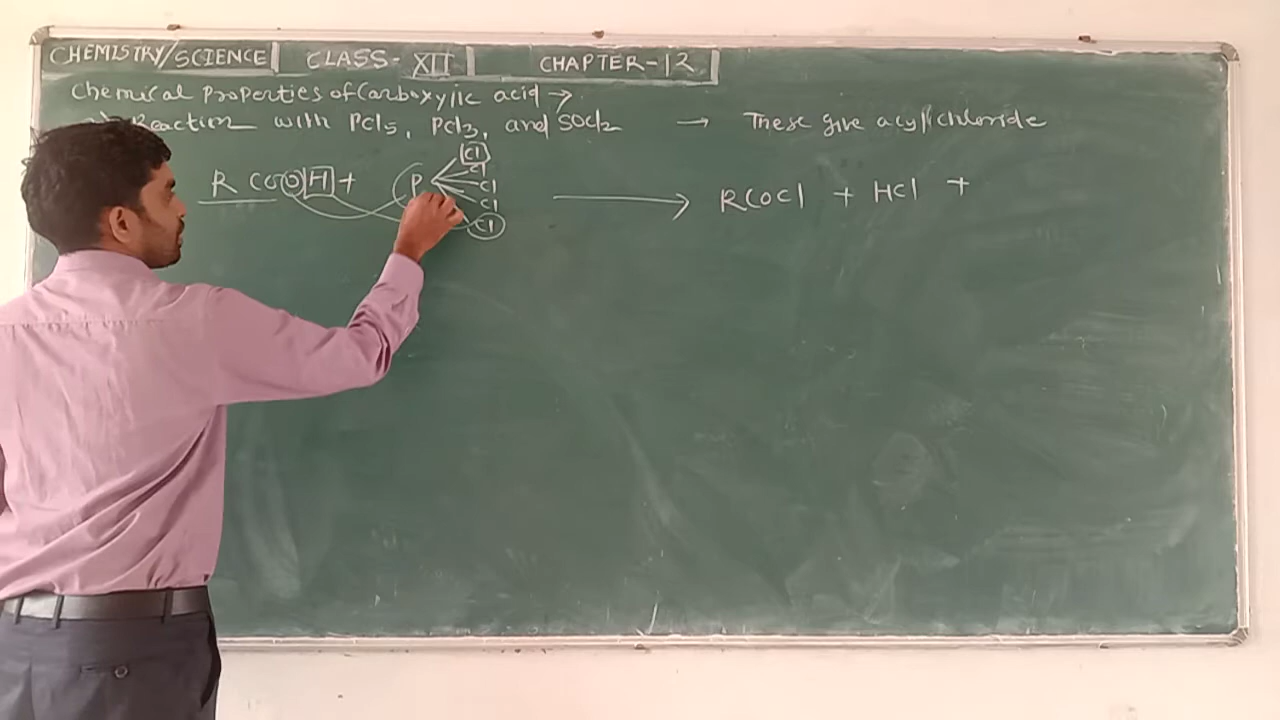 CHEMISTRY/SCIENCE | CLASS- XII | CHAPTER-12 |
Chemical properties of Carboxylic acid →
Reaction with PCl5, PCl3, and SOCl2 → These give acyl chloride
R COOH + P Cl Cl Cl Cl Cl → RCOCl + HCl +